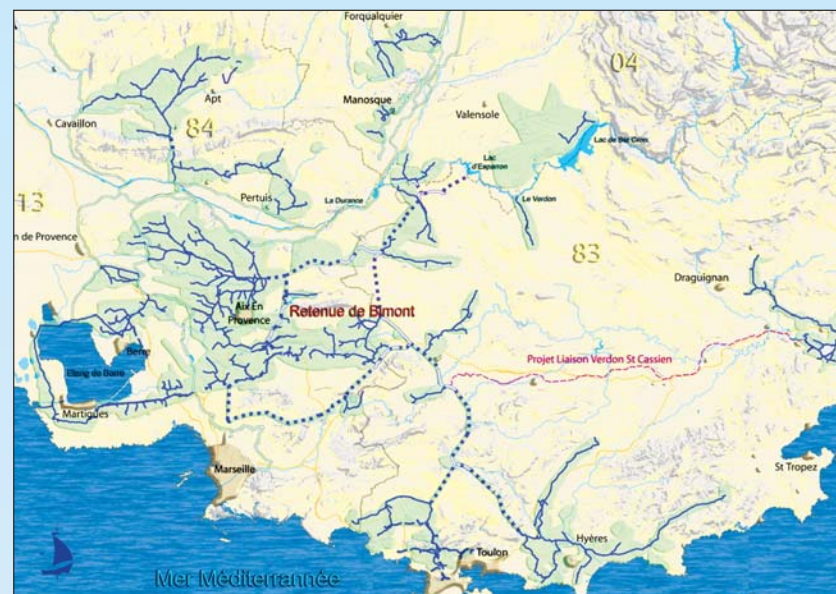 Forqualquier
04
Apt
Manosque
Valensole
Cavaillon
84
Lac de Ste Croix
Lac
d'Esparron
Pertuis
La Durance
Le Verdon
13
n de Provence
83
Draguignan
Aix En
Provence
Retenue de Bimont
Berre
Projet Liaison Verdon St Cassien
Etang de Berre
Martigues
Marseille
St Tropez
Hyères
Toulon
Mer Méditerrannée